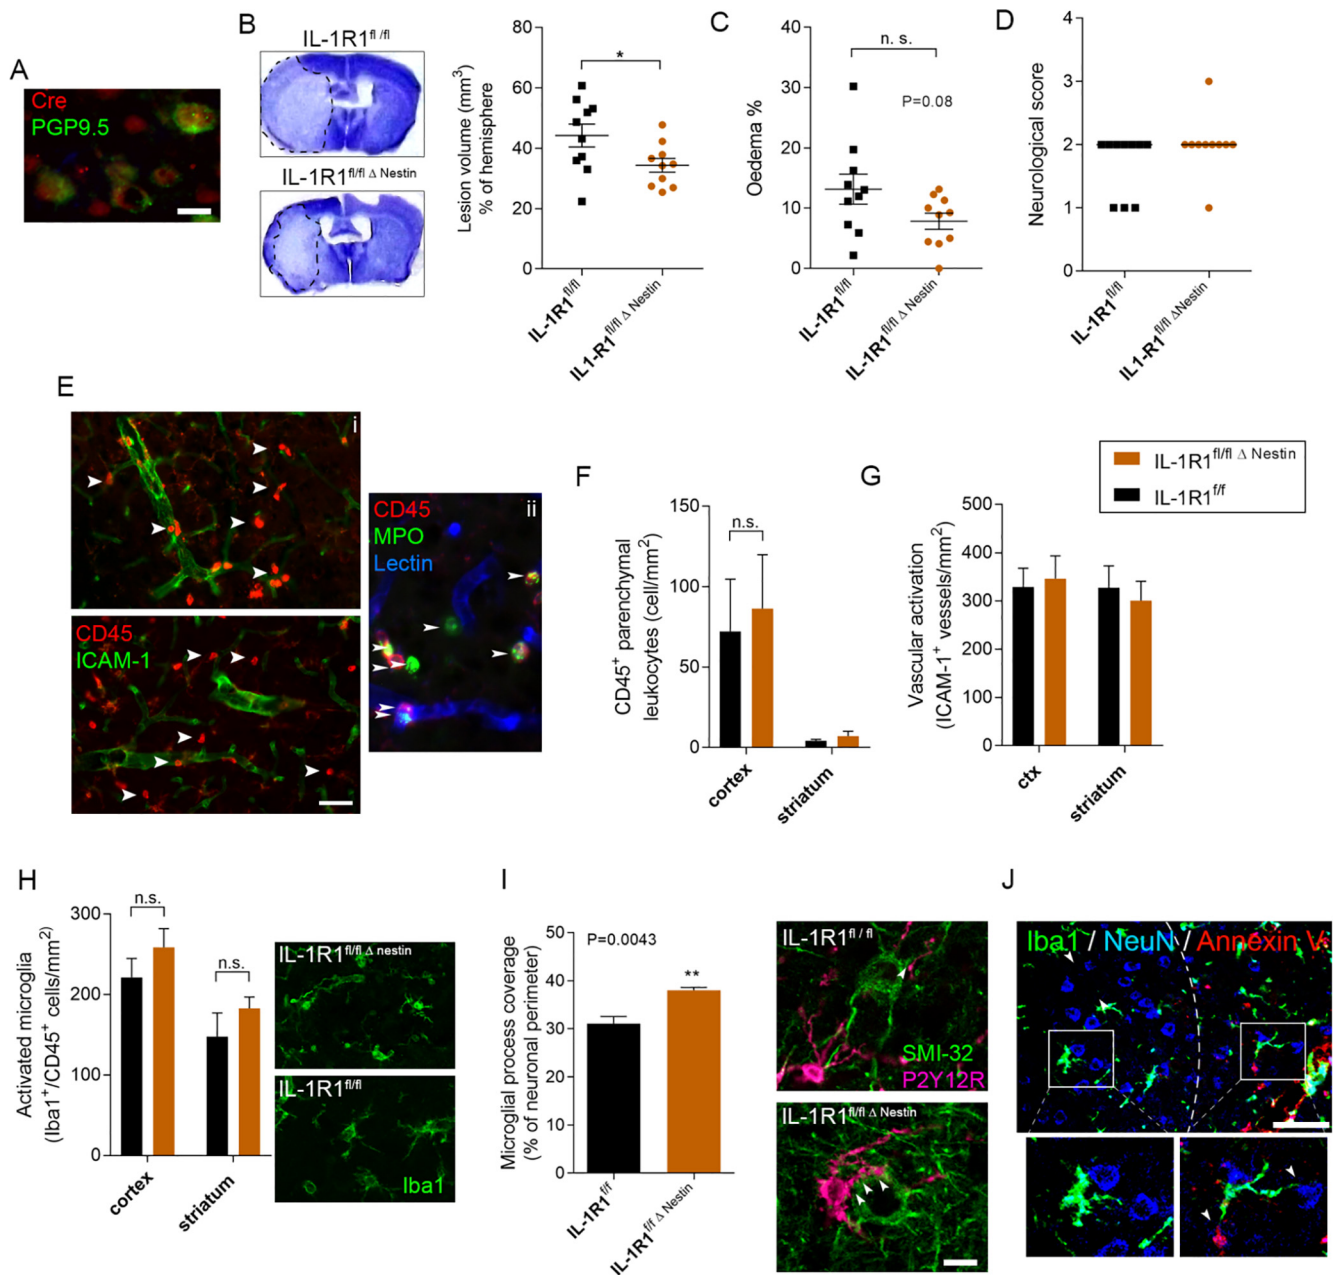 A
Cre
PGP9.5
B
IL-1R1fl /fl
IL-1R1fl/fl Δ Nestin
Lesion volume (mm3)
% of hemisphere
80
60
40
20
0
*
IL-1R1fl/fl
IL1-R1fl/fl Δ Nestin
C
Oedema %
40
30
20
10
0
n. s.
P=0.08
IL-1R1fl/fl
IL-1R1fl/fl Δ Nestin
D
Neurological score
4
3
2
1
0
IL-1R1fl/fl
IL1-R1fl/fl ΔNestin
E
i
CD45
ICAM-1
ii
CD45
MPO
Lectin
F
CD45+ parenchymal
leukocytes (cell/mm2)
150
100
50
0
n.s.
cortex
striatum
G
IL-1R1fl/fl Δ Nestin
IL-1R1f/f
Vascular activation
(ICAM-1+ vessels/mm2)
500
400
300
200
100
0
ctx
striatum
H
Activated microglia
(Iba1+/CD45+ cells/mm2)
300
200
100
0
n.s.
n.s.
cortex
striatum
IL-1R1fl/fl Δ nestin
IL-1R1fl/fl
Iba1
I
Microglial process coverage
(% of neuronal perimeter)
50
40
30
20
10
0
P=0.0043
**
IL-1R1f/f
IL-1R1f/f Δ Nestin
IL-1R1fl / fl
SMI-32
P2Y12R
IL-1R1fl/fl Δ Nestin
J
Iba1 / NeuN / Annexin V